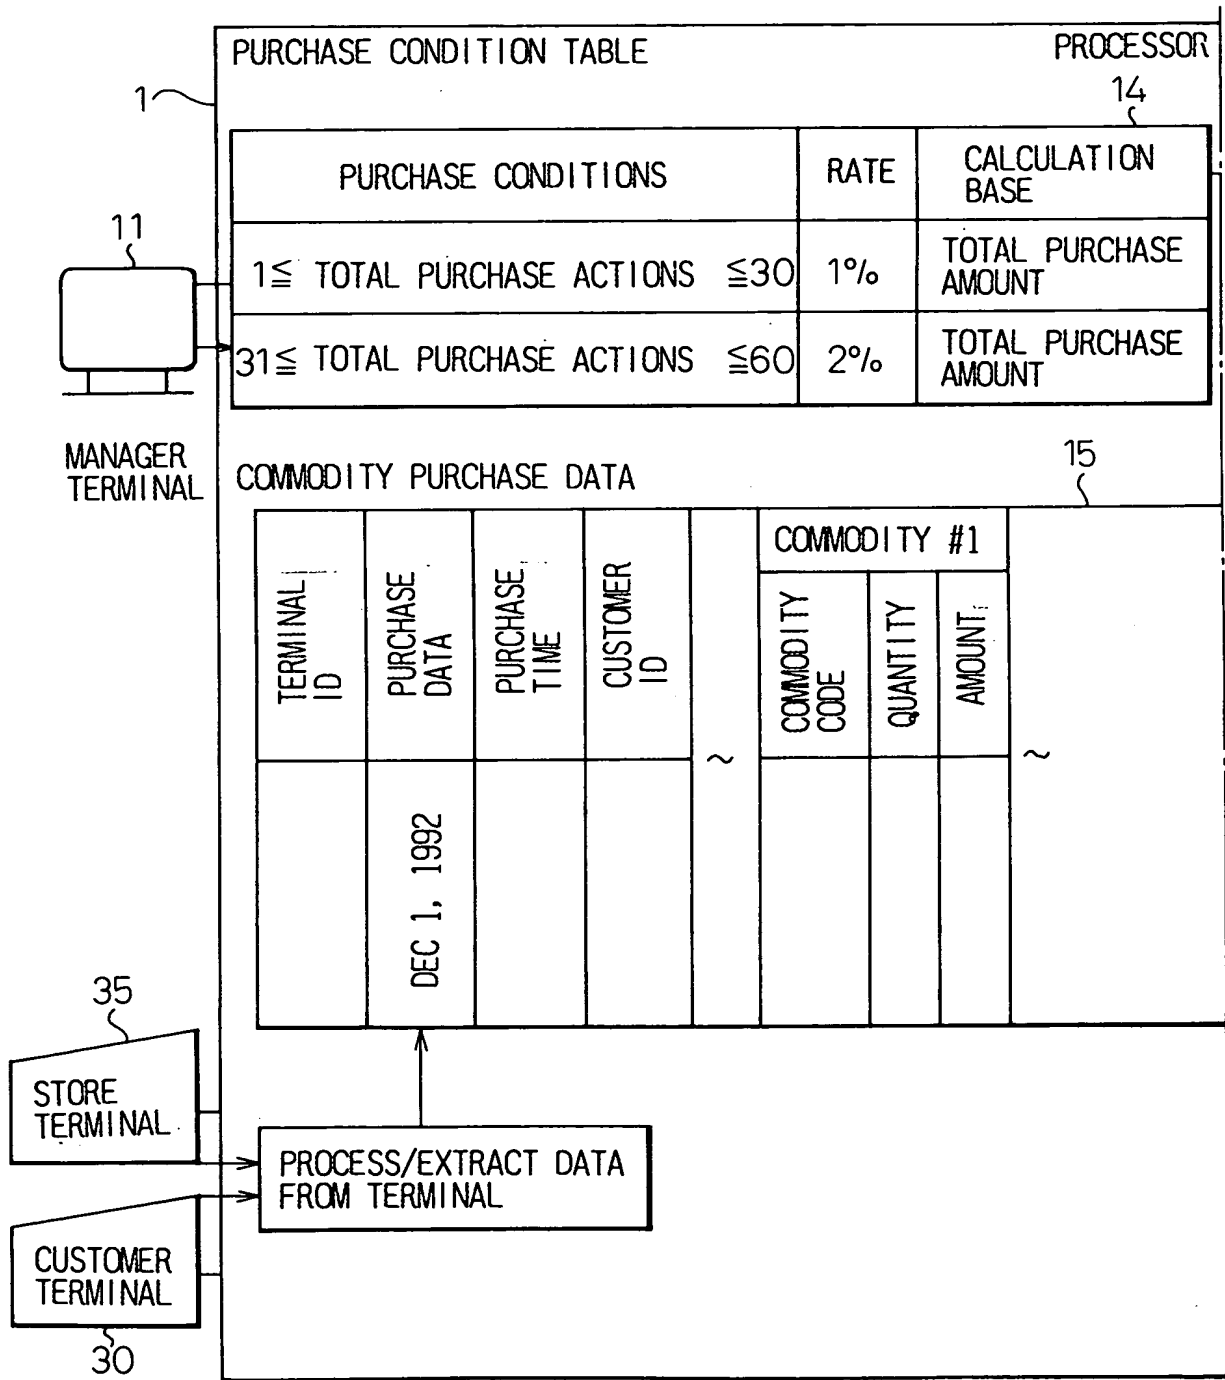 PURCHASE CONDITION TABLE
PROCESSOR
1
14
PURCHASE CONDITIONS
RATE
CALCULATION
BASE
11
1≦ TOTAL PURCHASE ACTIONS ≦30
1%
TOTAL PURCHASE
AMOUNT
31≦ TOTAL PURCHASE ACTIONS ≦60
2%
TOTAL PURCHASE
AMOUNT
MANAGER
TERMINAL
COMMODITY PURCHASE DATA
15
TERMINAL
ID
PURCHASE
DATA
PURCHASE
TIME
CUSTOMER
ID
~
COMMODITY #1
COMMODITY
CODE
QUANTITY
AMOUNT
~
DEC 1, 1992
35
STORE
TERMINAL
PROCESS/EXTRACT DATA
FROM TERMINAL
CUSTOMER
TERMINAL
30